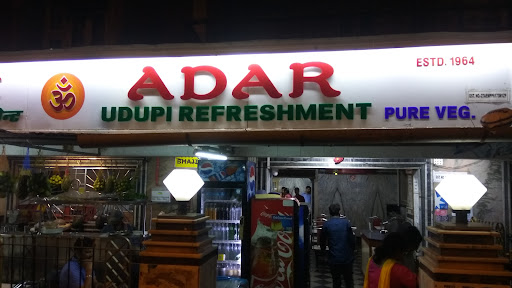 ADAR
ESTD. 1964
ॐ
UDUPI REFRESHMENT
PURE VEG.